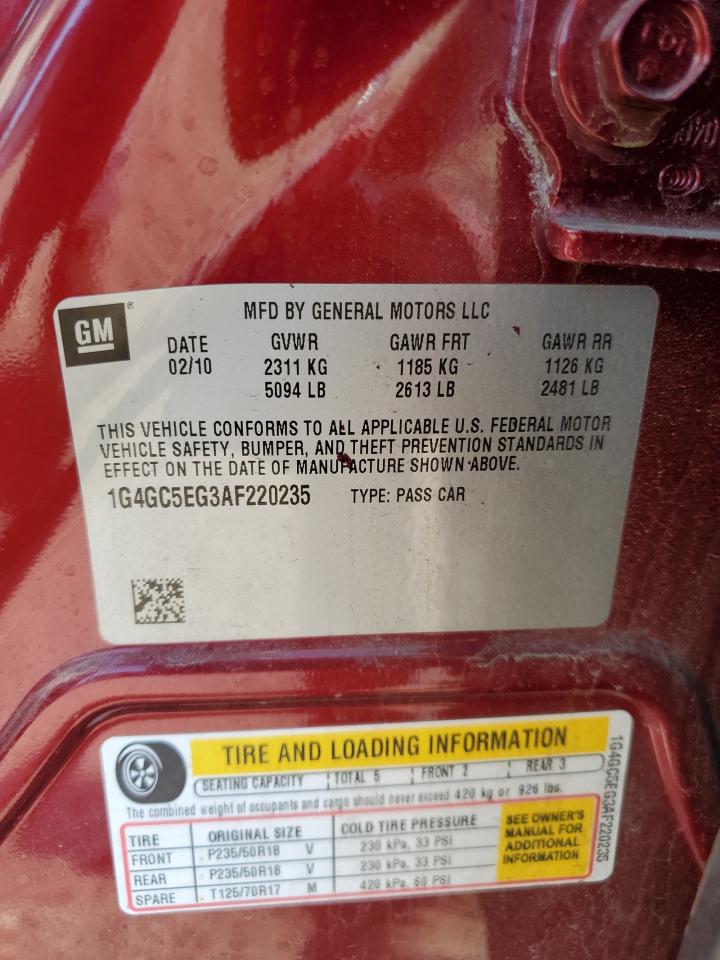 GM
MFD BY GENERAL MOTORS LLC
DATE GVWR GAWR FRT GAWR RR
02/10 2311 KG 1185 KG 1126 KG
5094 LB 2613 LB 2481 LB
THIS VEHICLE CONFORMS TO ALL APPLICABLE U.S. FEDERAL MOTOR
VEHICLE SAFETY, BUMPER, AND THEFT PREVENTION STANDARDS IN
EFFECT ON THE DATE OF MANUFACTURE SHOWN ABOVE.
1G4GC5EG3AF220235 TYPE: PASS CAR
TIRE AND LOADING INFORMATION
SEATING CAPACITY TOTAL 5 FRONT 2 REAR 3
The combined weight of occupants and cargo should never exceed 420 kg or 926 lbs.
TIRE ORIGINAL SIZE COLD TIRE PRESSURE
FRONT P235/50R18 V 230 kPa, 33 PSI
REAR P235/50R18 V 230 kPa, 33 PSI
SPARE T125/70R17 M 420 kPa, 60 PSI
SEE OWNER'S
MANUAL FOR
ADDITIONAL
INFORMATION
1G4GC5EG3AF220235